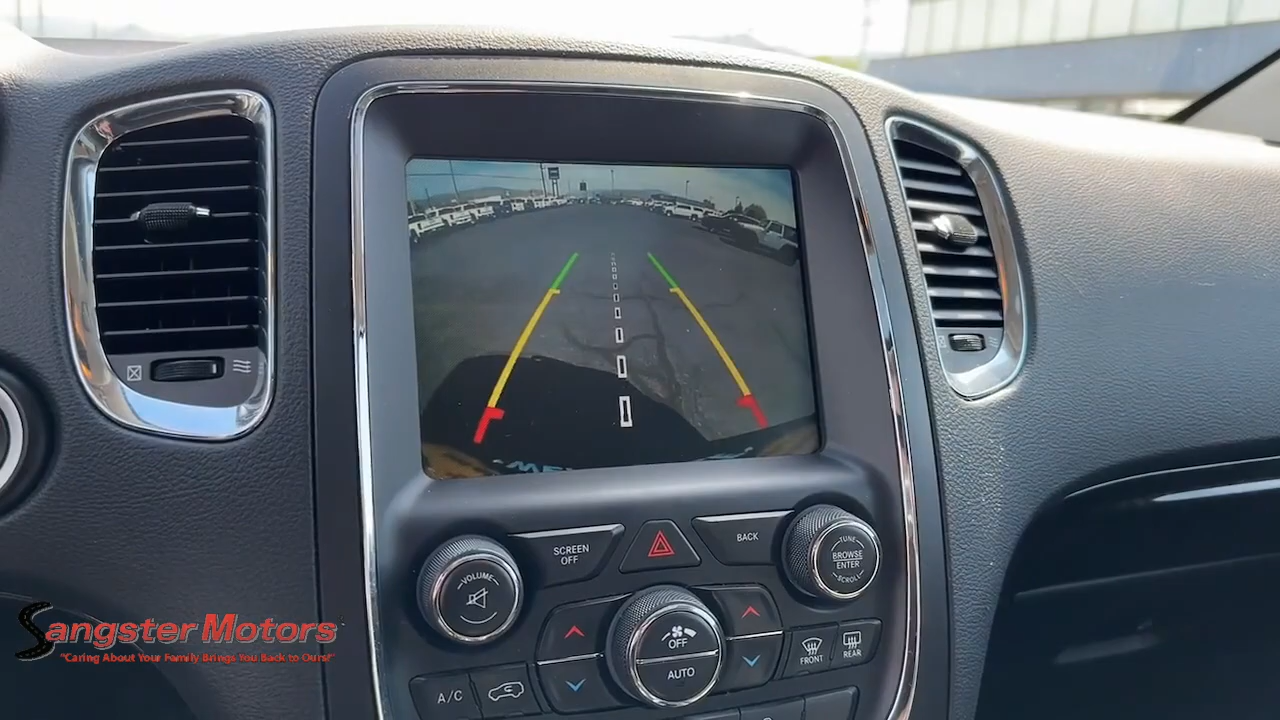 SCREEN
OFF
BACK
TUNE
BROWSE
ENTER
SCROLL
VOLUME
OFF
AUTO
FRONT
REAR
A/C
Sangster Motors
"Caring About Your Family Brings You Back to Ours!"